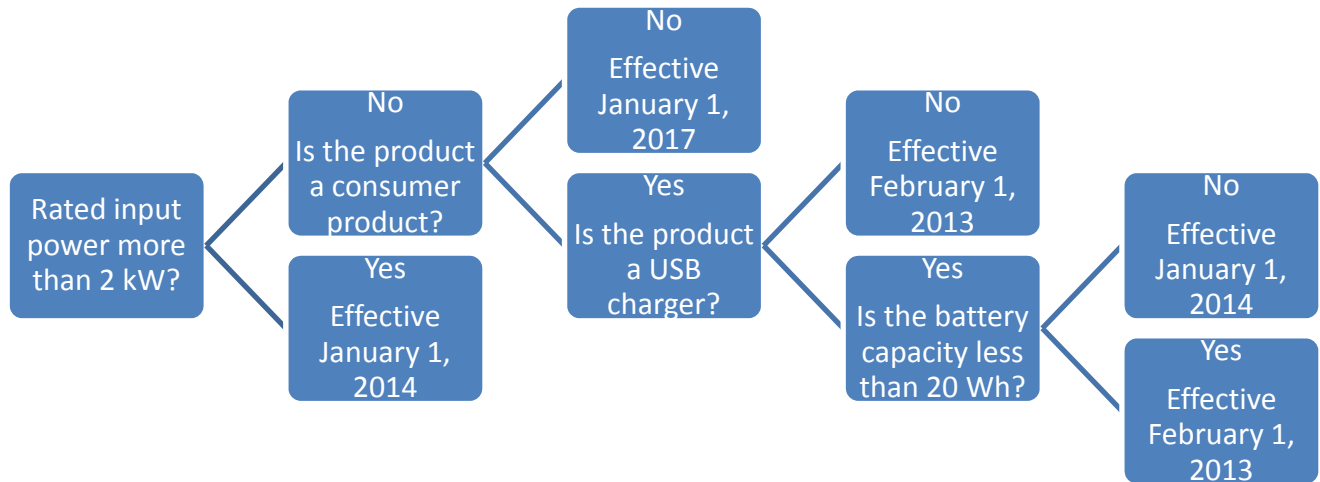 Rated input
power more
than 2 kW?
No
Is the product
a consumer
product?
Yes
Effective
January 1,
2014
No
Effective
January 1,
2017
Yes
Is the product
a USB
charger?
No
Effective
February 1,
2013
Yes
Is the battery
capacity less
than 20 Wh?
No
Effective
January 1,
2014
Yes
Effective
February 1,
2013